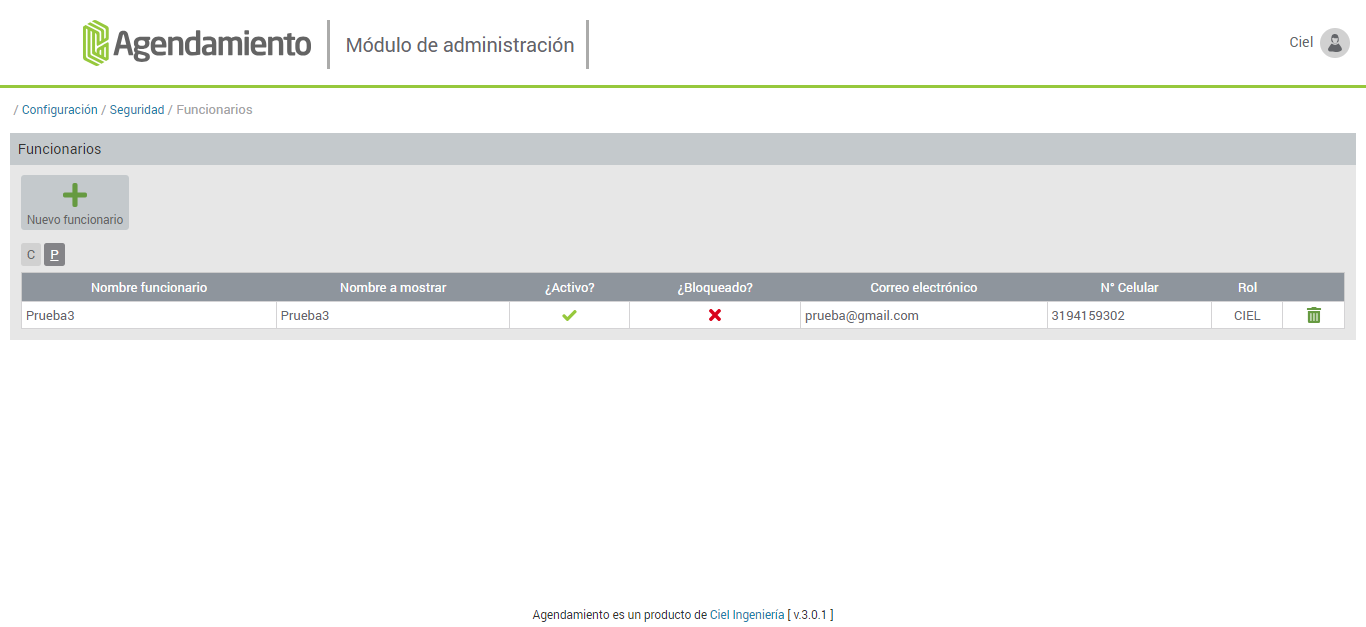 Agendamiento
Módulo de administración
Ciel
/ Configuración / Seguridad / Funcionarios
Funcionarios
Nuevo funcionario
C P
Nombre funcionario Nombre a mostrar ¿Activo? ¿Bloqueado? Correo electrónico N° Celular Rol
Prueba3 Prueba3 prueba@gmail.com 3194159302 CIEL
Agendamiento es un producto de Ciel Ingeniería [ v.3.0.1 ]